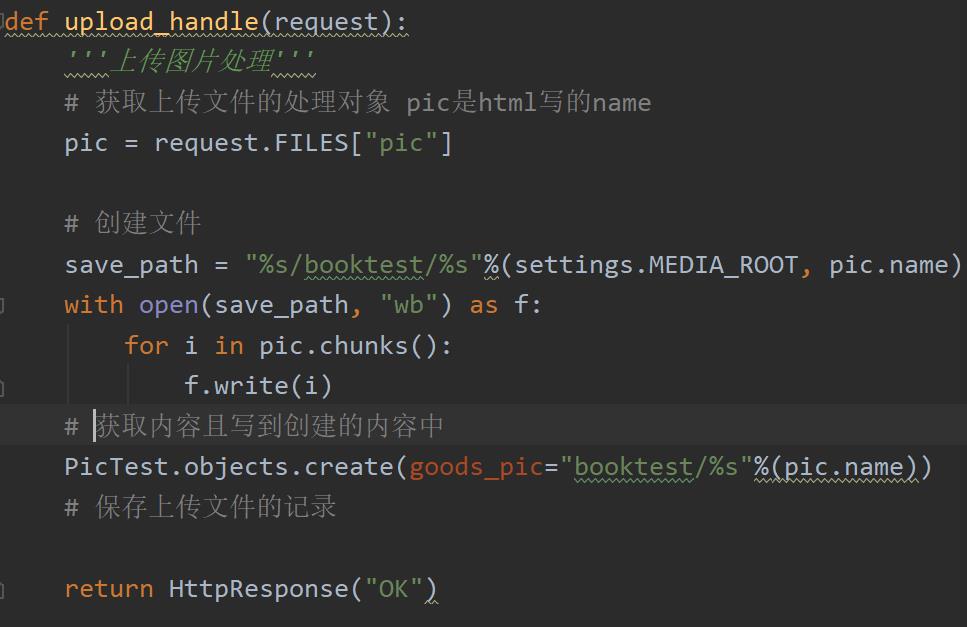 def upload_handle(request):
    '''上传图片处理'''
    # 获取上传文件的处理对象 pic是html写的name
    pic = request.FILES["pic"]

    # 创建文件
    save_path = "%s/booktest/%s"%(settings.MEDIA_ROOT, pic.name)
    with open(save_path, "wb") as f:
        for i in pic.chunks():
            f.write(i)
    # 获取内容且写到创建的内容中
    PicTest.objects.create(goods_pic="booktest/%s"%(pic.name))
    # 保存上传文件的记录

    return HttpResponse("OK")